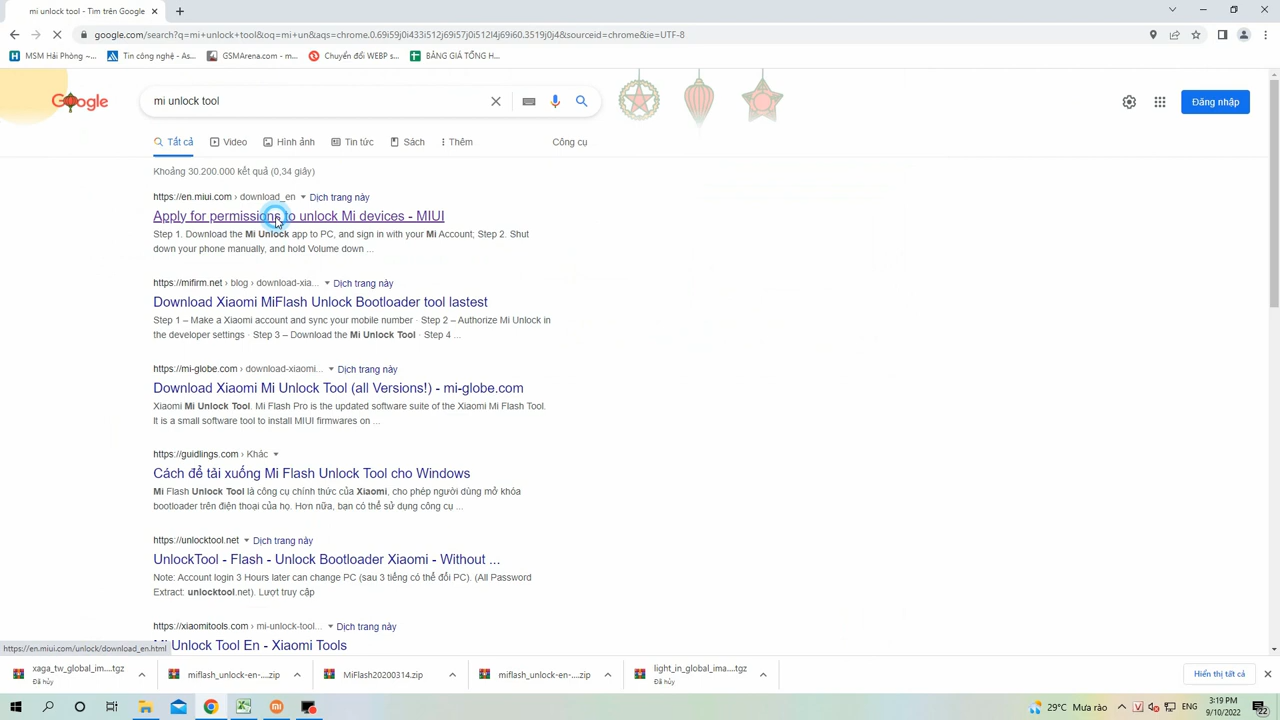 mi unlock tool - Tìm trên Google
google.com/search?q=mi+unlock+tool&oq=mi+un&aqs=chrome.0.69i59j0i433i512j69i57j0i512l4j69i60.3519j0j4&sourceid=chrome&ie=UTF-8
MSM Hải Phòng ~...
Tin công nghệ - As...
GSMArena.com - m...
Chuyển đổi WEBP s...
BẢNG GIÁ TỔNG H...
Google
mi unlock tool
Đăng nhập
Tất cả
Video
Hình ảnh
Tin tức
Sách
Thêm
Công cụ
Khoảng 30.200.000 kết quả (0,34 giây)
https://en.miui.com › download_en
Dịch trang này
Apply for permissions to unlock Mi devices - MIUI
Step 1. Download the Mi Unlock app to PC, and sign in with your Mi Account; Step 2. Shut
down your phone manually, and hold Volume down ...
https://mifirm.net › blog › download-xia...
Dịch trang này
Download Xiaomi MiFlash Unlock Bootloader tool lastest
Step 1 – Make a Xiaomi account and sync your mobile number · Step 2 – Authorize Mi Unlock in
the developer settings · Step 3 – Download the Mi Unlock Tool · Step 4 ...
https://mi-globe.com › download-xiaomi...
Dịch trang này
Download Xiaomi Mi Unlock Tool (all Versions!) - mi-globe.com
Xiaomi Mi Unlock Tool. Mi Flash Pro is the updated software suite of the Xiaomi Mi Flash Tool.
It is a small software tool to install MIUI firmwares on ...
https://guidlings.com › Khác
Cách để tải xuống Mi Flash Unlock Tool cho Windows
Mi Flash Unlock Tool là công cụ chính thức của Xiaomi, cho phép người dùng mở khóa
bootloader trên điện thoại của họ. Hơn nữa, bạn có thể sử dụng công cụ ...
https://unlocktool.net
Dịch trang này
UnlockTool - Flash - Unlock Bootloader Xiaomi - Without ...
Note: Account login 3 Hours later can change PC (sau 3 tiếng có thể đổi PC). (All Password
Extract: unlocktool.net). Lượt truy cập
https://xiaomitools.com › mi-unlock-tool...
Dịch trang này
Mi Unlock Tool En - Xiaomi Tools
https://en.miui.com/unlock/download_en.html
xaga_tw_global_im....tgz
Đã hủy
miflash_unlock-en-....zip
MiFlash20200314.zip
miflash_unlock-en-....zip
light_in_global_ima....tgz
Đã hủy
Hiển thị tất cả
29°C Mưa rào
ENG
3:19 PM
9/10/2022
22